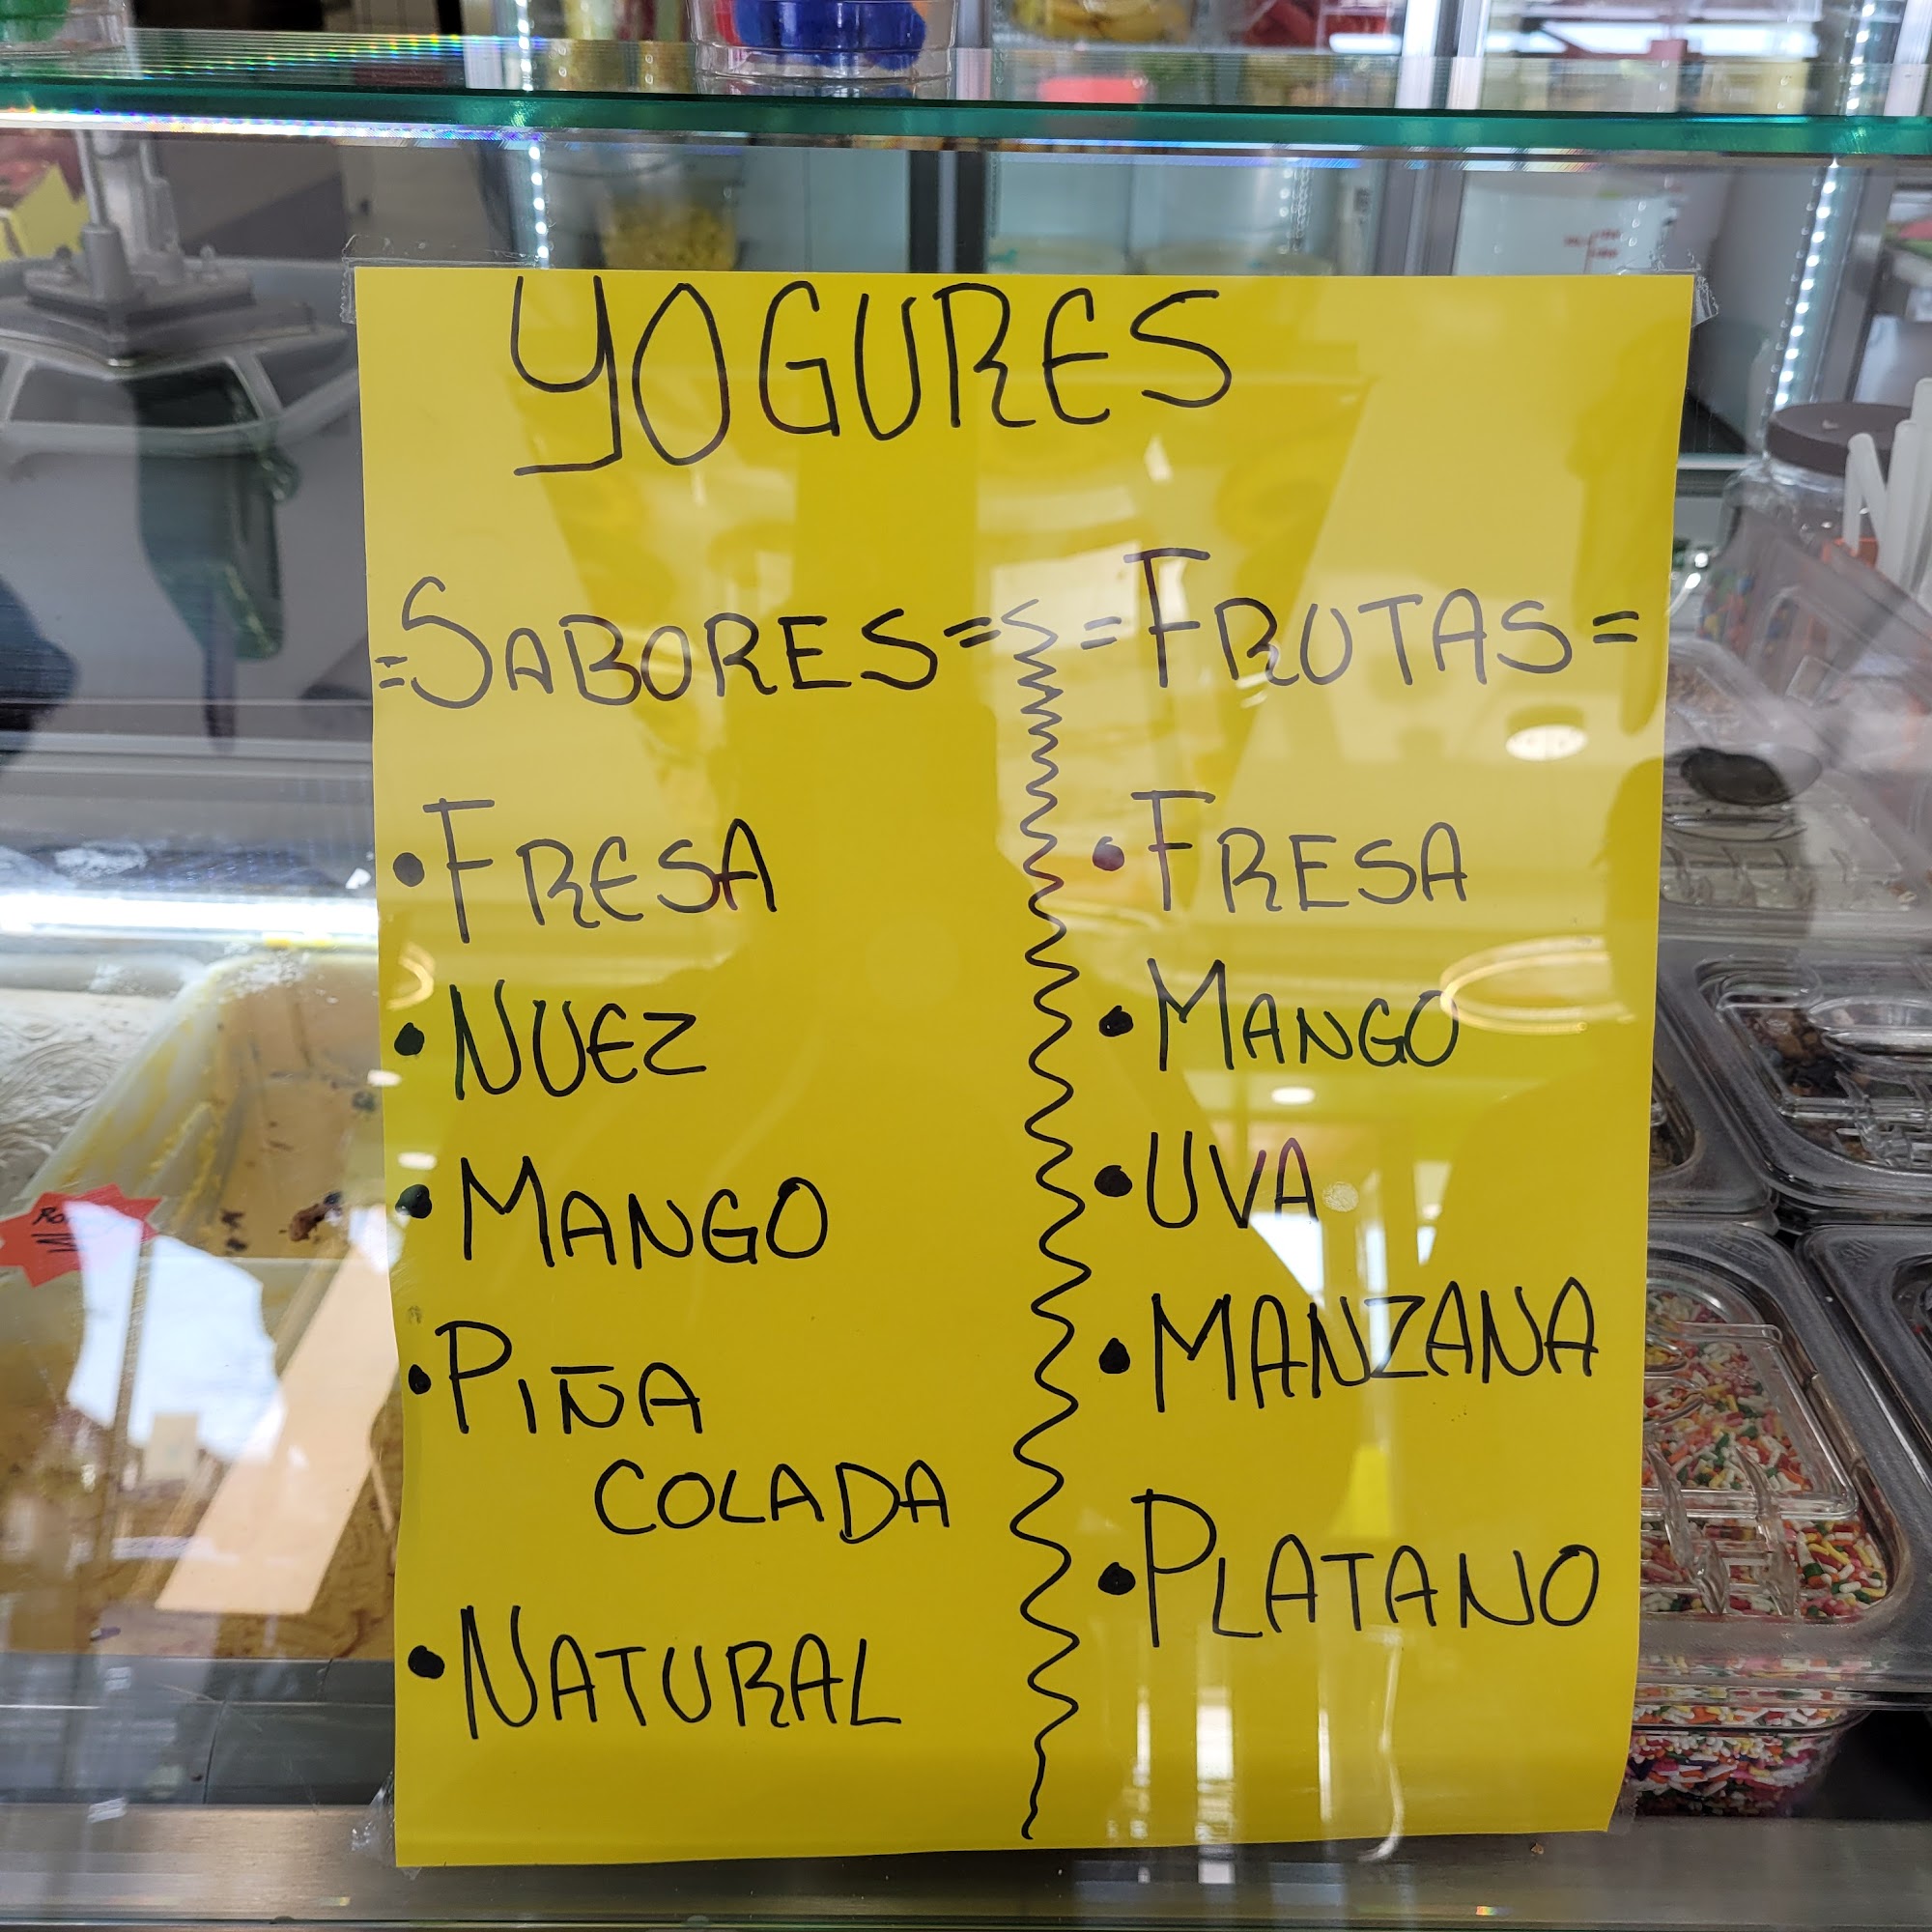 YOGURES
=SABORES=
• FRESA
• NUEZ
• MANGO
• PIÑA
COLADA
• NATURAL
=FRUTAS=
• FRESA
• MANGO
• UVA
• MANZANA
• PLATANO